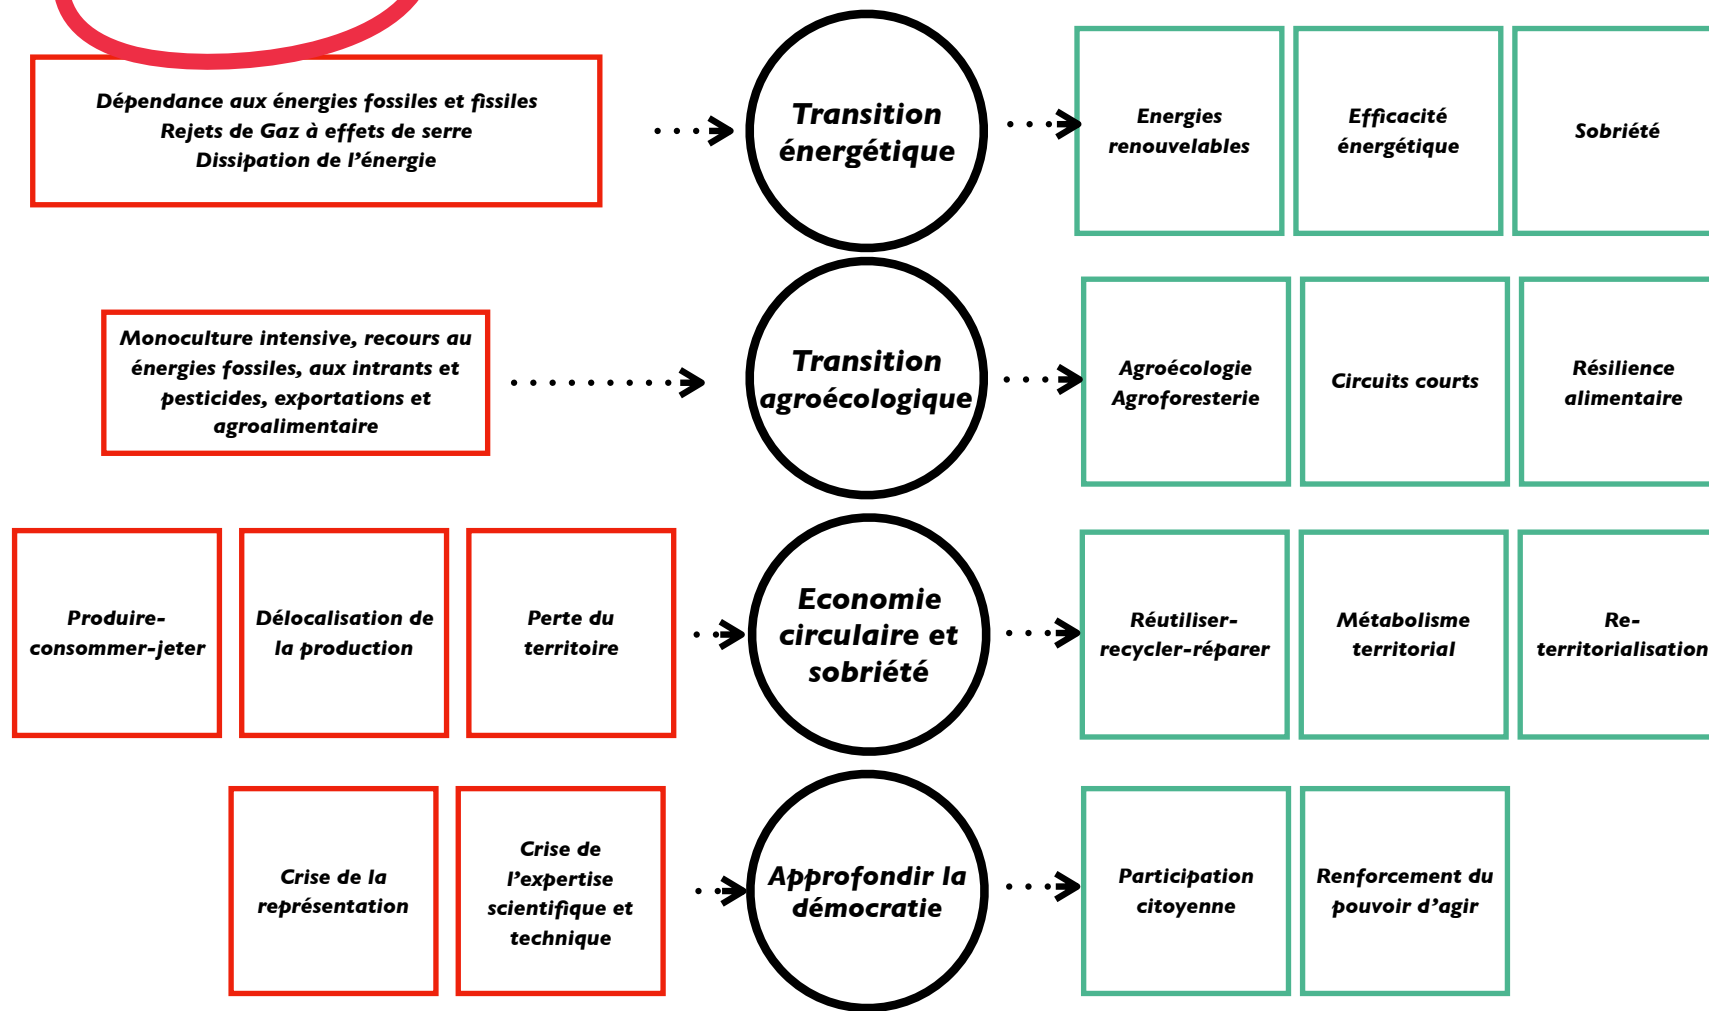 Dépendance aux énergies fossiles et fissiles
Rejets de Gaz à effets de serre
Dissipation de l'énergie
Transition
énergétique
Energies
renouvelables
Efficacité
énergétique
Sobriété
Monoculture intensive, recours au
énergies fossiles, aux intrants et
pesticides, exportations et
agroalimentaire
Transition
agroécologique
Agroécologie
Agroforesterie
Circuits courts
Résilience
alimentaire
Produire-
consommer-jeter
Délocalisation de
la production
Perte du
territoire
Economie
circulaire et
sobriété
Réutiliser-
recycler-réparer
Métabolisme
territorial
Re-
territorialisation
Crise de la
représentation
Crise de
l'expertise
scientifique et
technique
Approfondir la
démocratie
Participation
citoyenne
Renforcement du
pouvoir d'agir